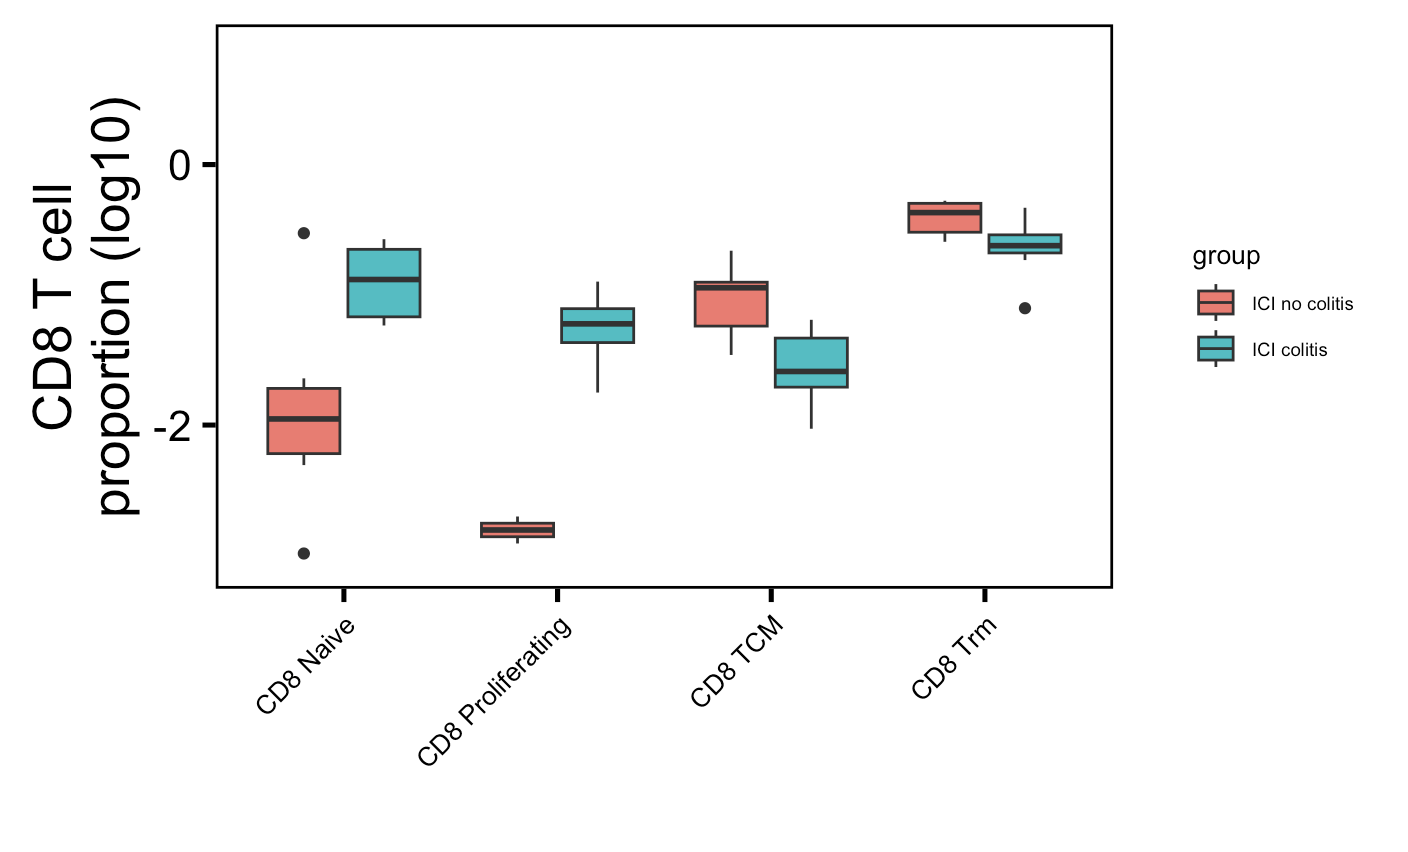 CD8 T cell
proportion (log10)
0
-2
CD8 Naive
CD8 Proliferating
CD8 TCM
CD8 Trm
group
ICI no colitis
ICI colitis